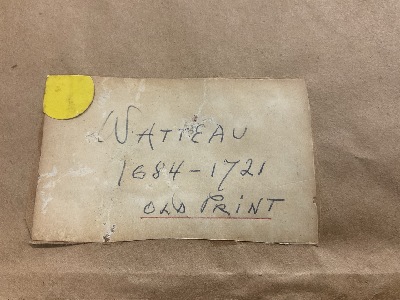 WATTEAU
1684-1721
OLD PRINT